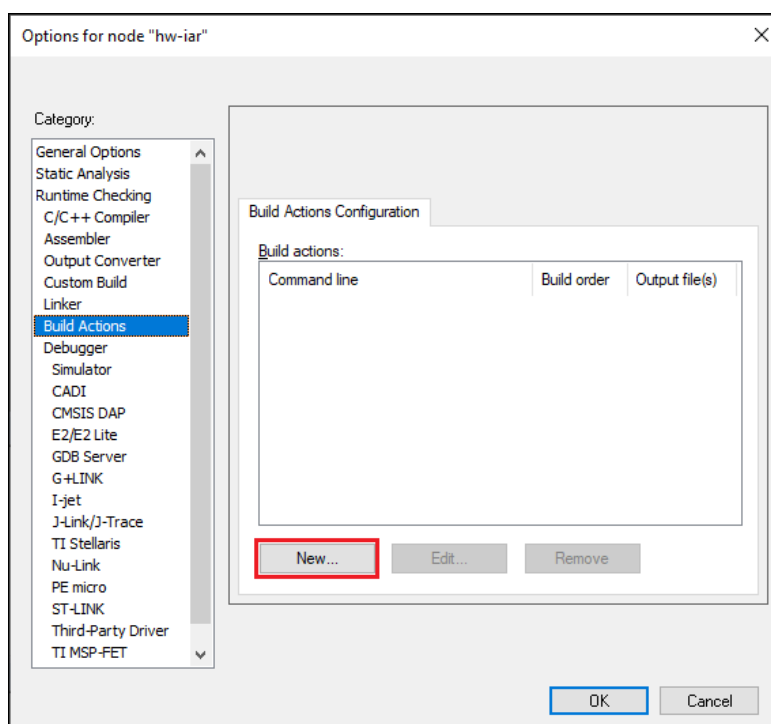 Options for node "hw-iar"
Category:
General Options
Static Analysis
Runtime Checking
C/C++ Compiler
Assembler
Output Converter
Custom Build
Linker
Build Actions
Debugger
Simulator
CADI
CMSIS DAP
E2/E2 Lite
GDB Server
G+LINK
I-jet
J-Link/J-Trace
TI Stellaris
Nu-Link
PE micro
ST-LINK
Third-Party Driver
TI MSP-FET
Build Actions Configuration
Build actions:
Command line Build order Output file(s)
New... Edit... Remove
OK Cancel